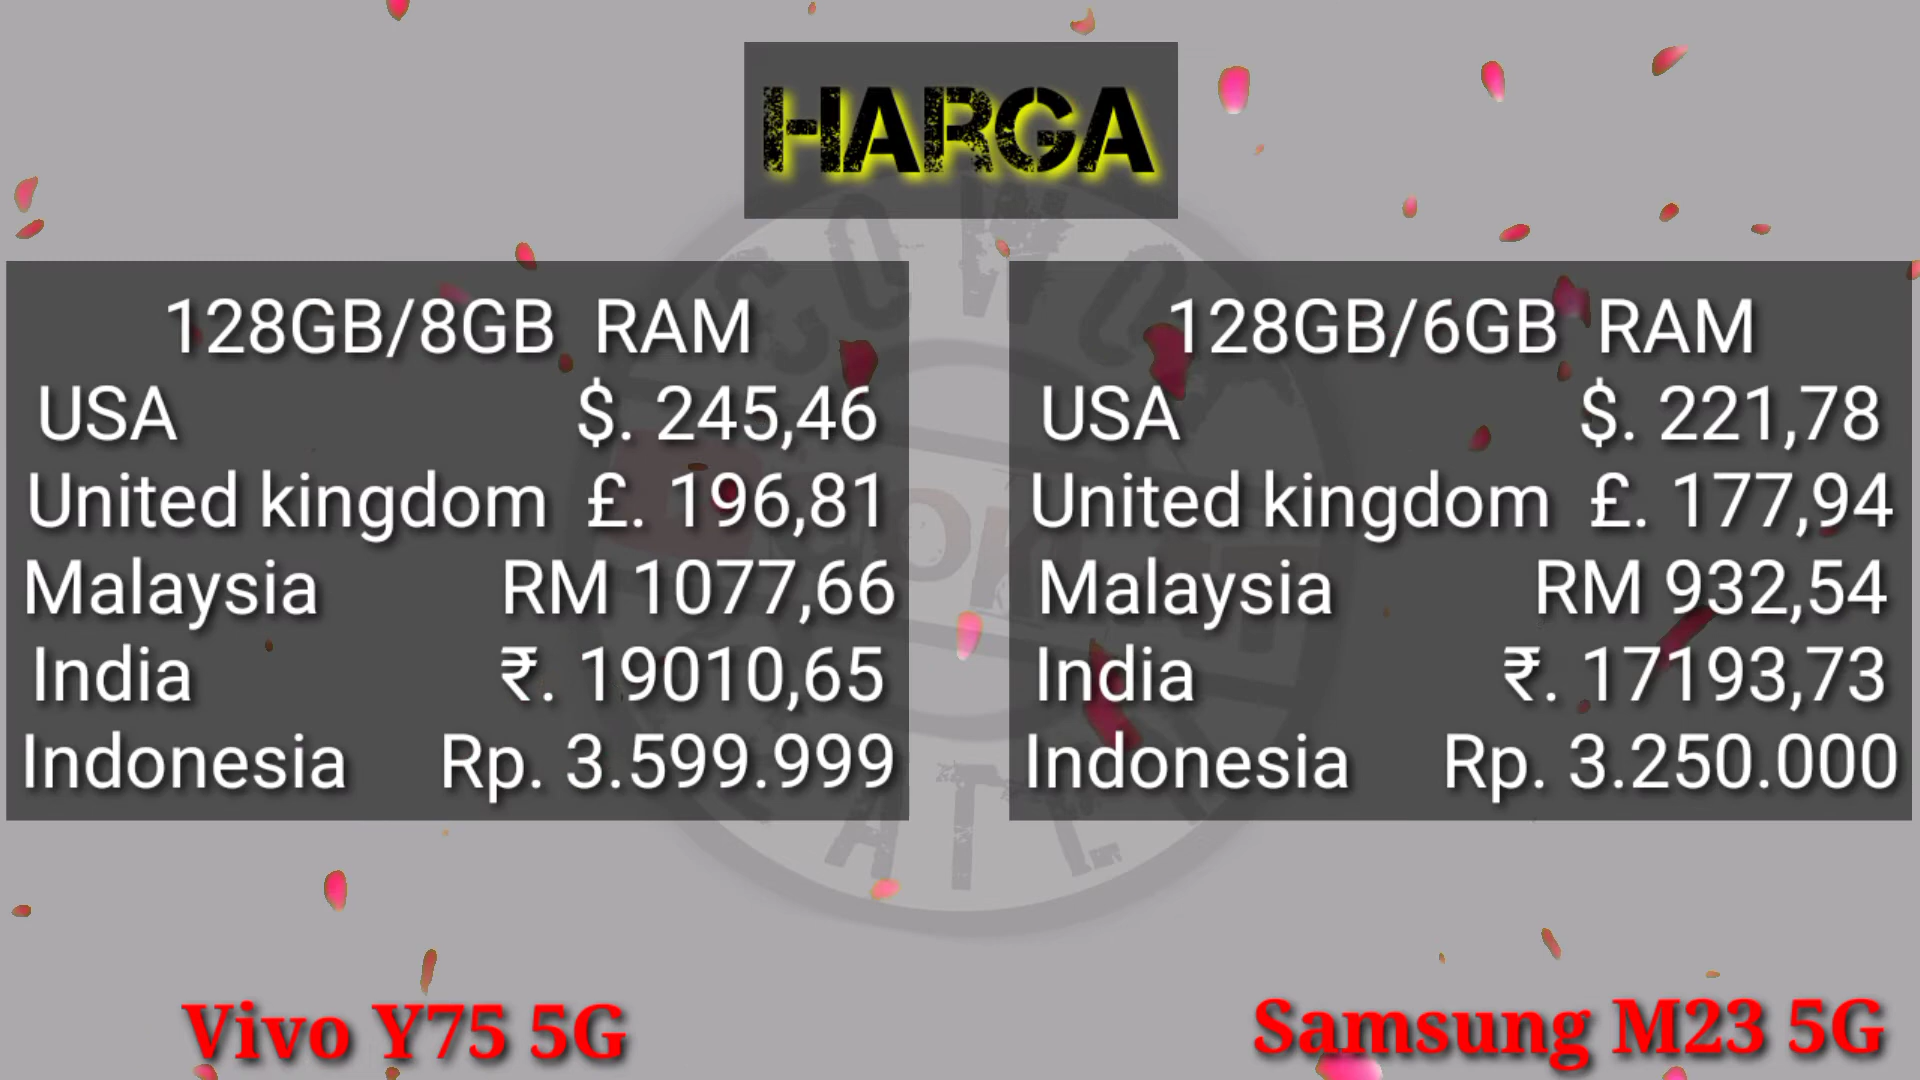 HARGA
128GB/8GB RAM
USA $. 245,46
United kingdom £. 196,81
Malaysia RM 1077,66
India ₹. 19010,65
Indonesia Rp. 3.599.999
128GB/6GB RAM
USA $. 221,78
United kingdom £. 177,94
Malaysia RM 932,54
India ₹. 17193,73
Indonesia Rp. 3.250.000
Vivo Y75 5G
Samsung M23 5G